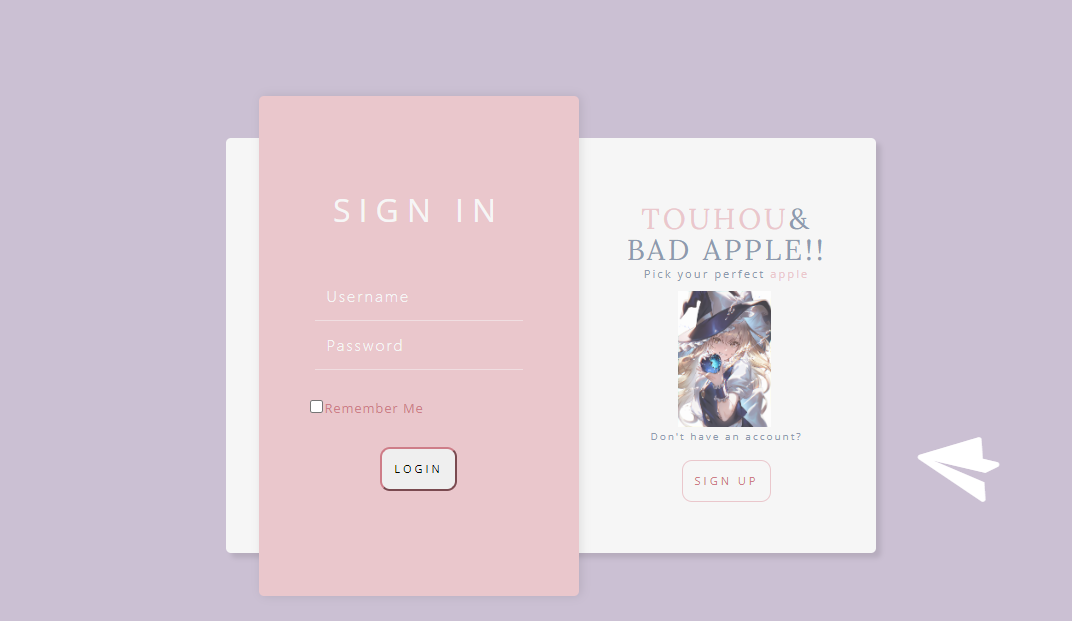 SIGN IN
Username
Password
Remember Me
LOGIN
TOUHOU&
BAD APPLE!!
Pick your perfect apple
Don't have an account?
SIGN UP